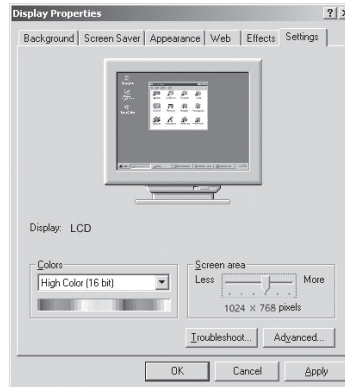 Display Properties
Background Screen Saver Appearance Web Effects Settings
Display: LCD
Colors
High Color (16 bit)
Screen area
Less More
1024 × 768 pixels
Troubleshoot... Advanced...
OK Cancel Apply